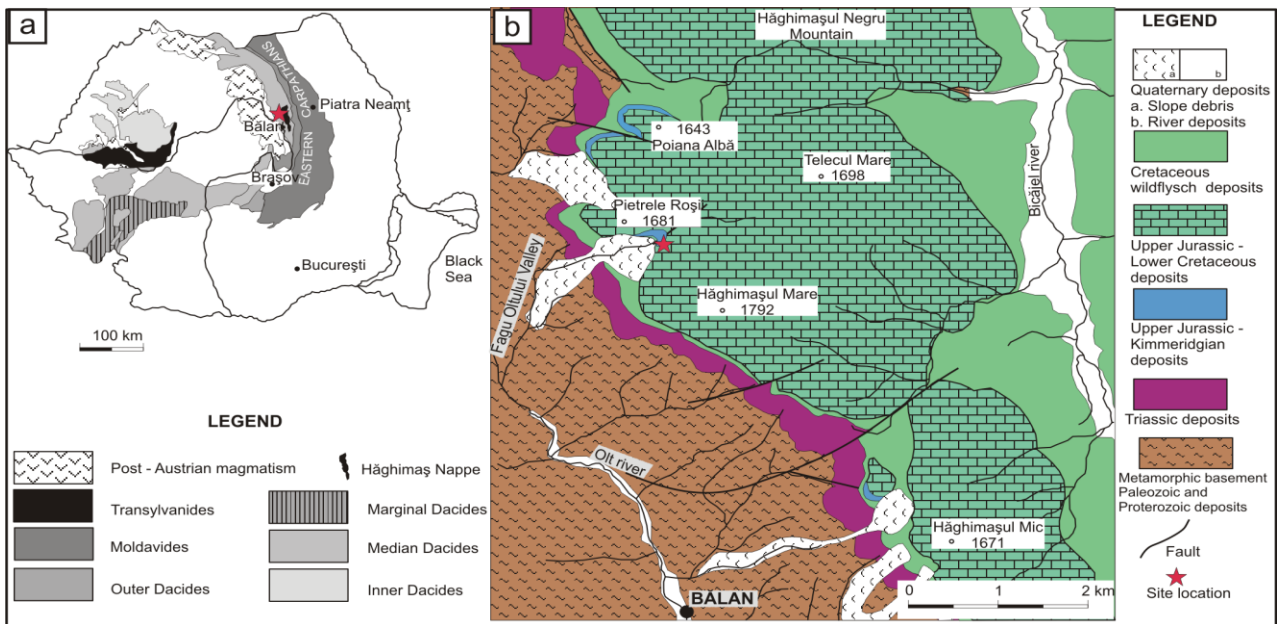 a
EASTERN CARPATHIANS
Piatra Neamţ
Bălan
Braşov
Bucureşti
Black
Sea
100 km
LEGEND
Post - Austrian magmatism
Hăghimaş Nappe
Transylvanides
Marginal Dacides
Moldavides
Median Dacides
Outer Dacides
Inner Dacides
b
Hăghimaşul Negru
Mountain
1643
Poiana Albă
Telecul Mare
1698
Pietrele Roşii
1681
Hăghimaşul Mare
1792
Fagu Oltului Valley
Bicăjel river
Olt river
Hăghimaşul Mic
1671
BĂLAN
0 1 2 km
LEGEND
a b
Quaternary deposits
a. Slope debris
b. River deposits
Cretaceous
wildflysch deposits
Upper Jurassic -
Lower Cretaceous
deposits
Upper Jurassic -
Kimmeridgian
deposits
Triassic deposits
Metamorphic basement
Paleozoic and
Proterozoic deposits
Fault
Site location